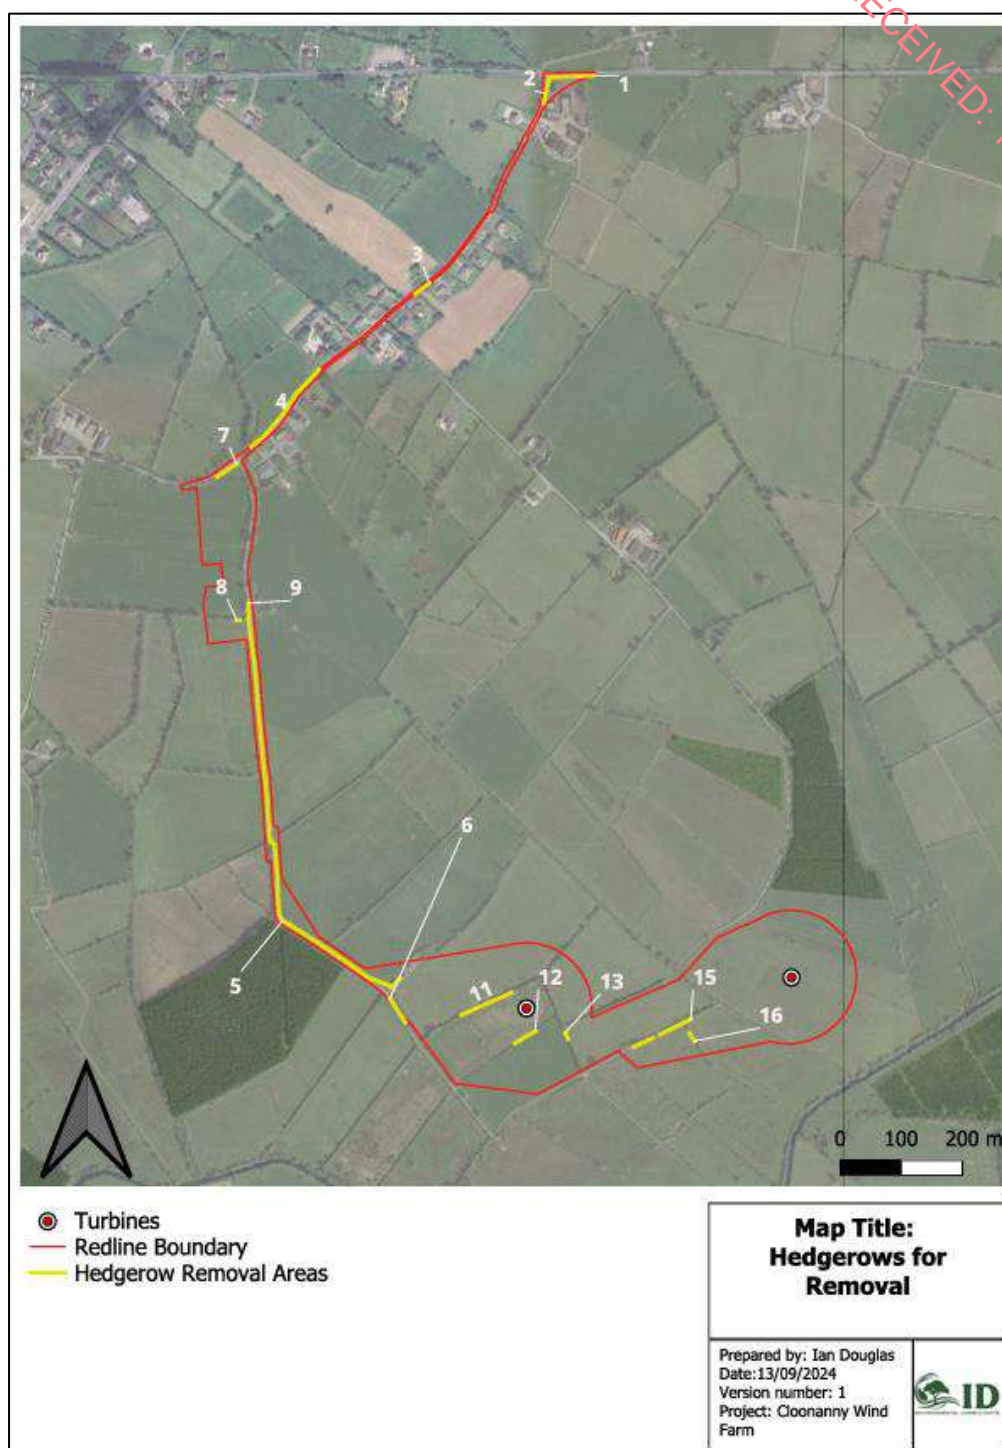 RECEIVED:
2
1
3
4
7
8
9
6
5
11
12
13
15
16
0 100 200 m
Turbines
Redline Boundary
Hedgerow Removal Areas
Map Title:
Hedgerows for
Removal
Prepared by: Ian Douglas
Date:13/09/2024
Version number: 1
Project: Cloonanny Wind
Farm
ID